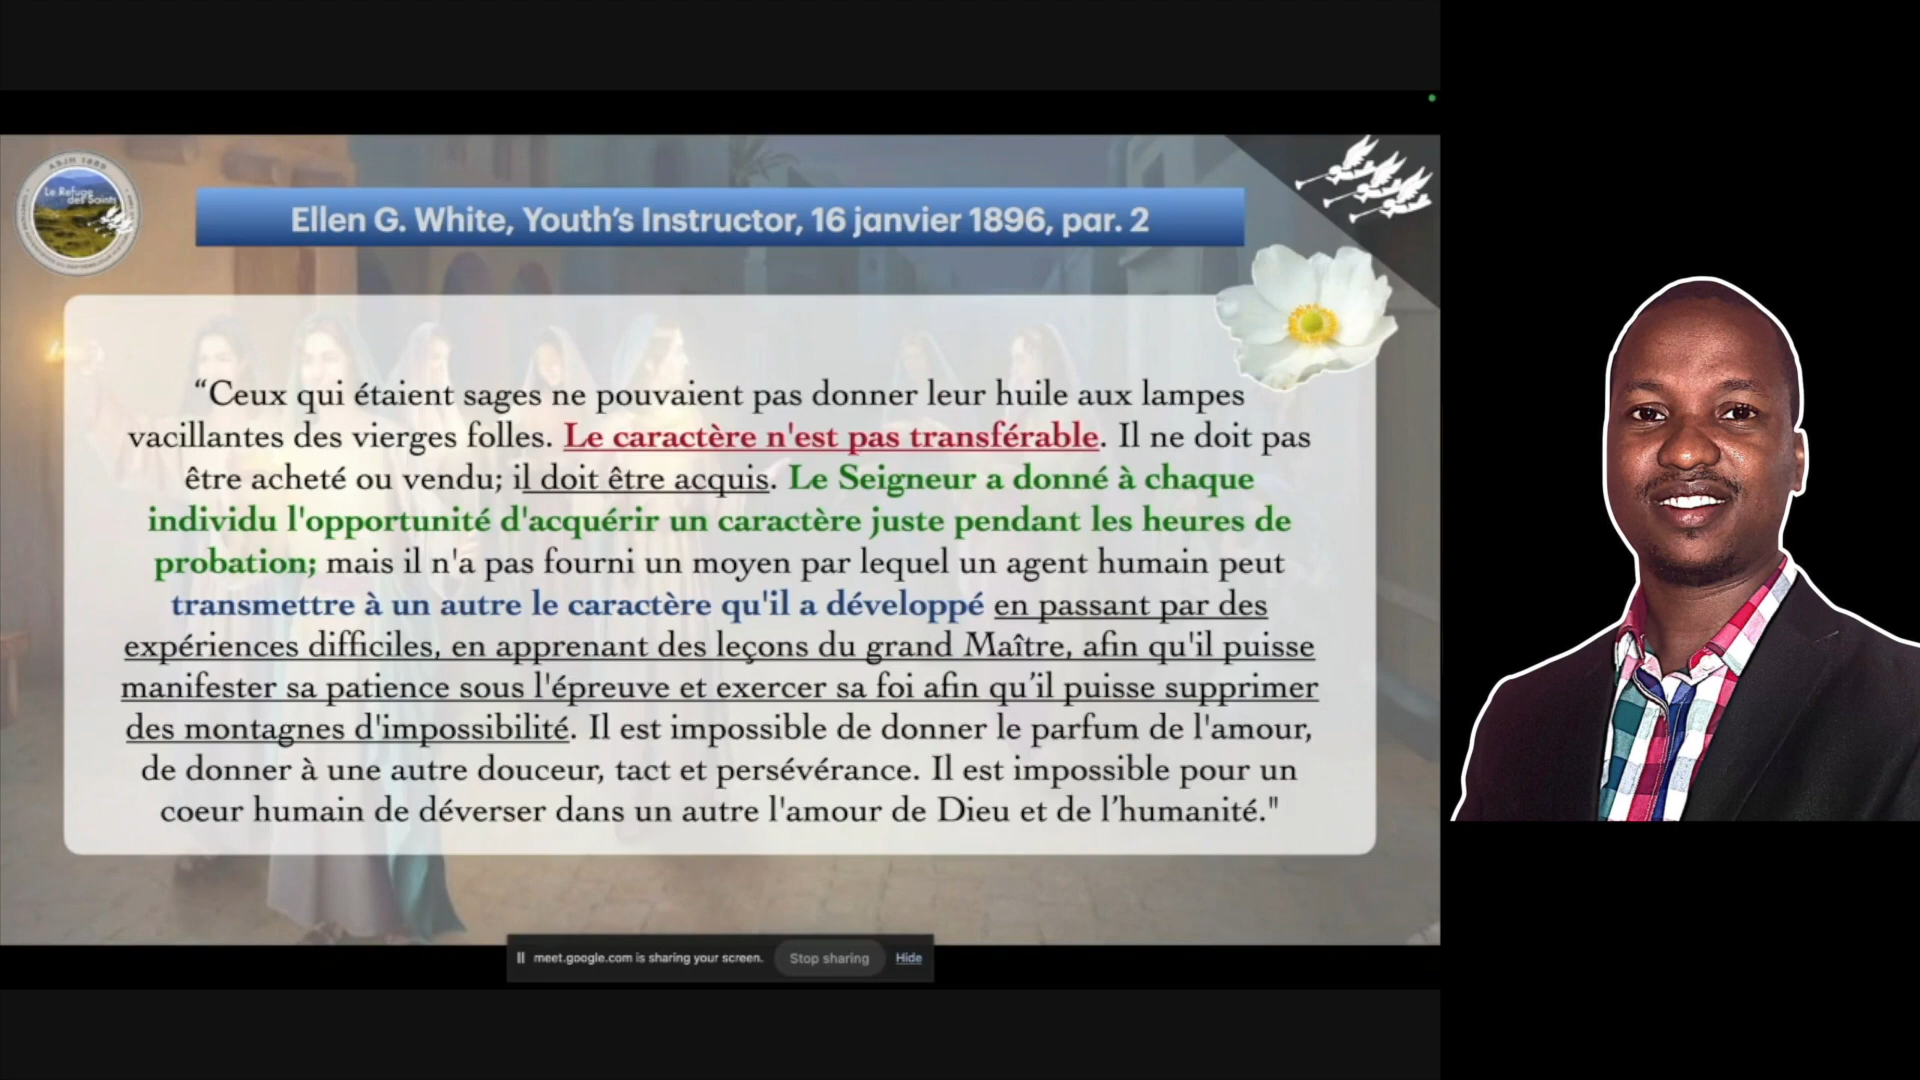 ASJH 1889
Le Refuge
des Saints
Ellen G. White, Youth’s Instructor, 16 janvier 1896, par. 2
“Ceux qui étaient sages ne pouvaient pas donner leur huile aux lampes
vacillantes des vierges folles. Le caractère n'est pas transférable. Il ne doit pas
être acheté ou vendu; il doit être acquis. Le Seigneur a donné à chaque
individu l'opportunité d'acquérir un caractère juste pendant les heures de
probation; mais il n'a pas fourni un moyen par lequel un agent humain peut
transmettre à un autre le caractère qu'il a développé en passant par des
expériences difficiles, en apprenant des leçons du grand Maître, afin qu'il puisse
manifester sa patience sous l'épreuve et exercer sa foi afin qu’il puisse supprimer
des montagnes d'impossibilité. Il est impossible de donner le parfum de l'amour,
de donner à une autre douceur, tact et persévérance. Il est impossible pour un
coeur humain de déverser dans un autre l'amour de Dieu et de l’humanité."
meet.google.com is sharing your screen. Stop sharing Hide